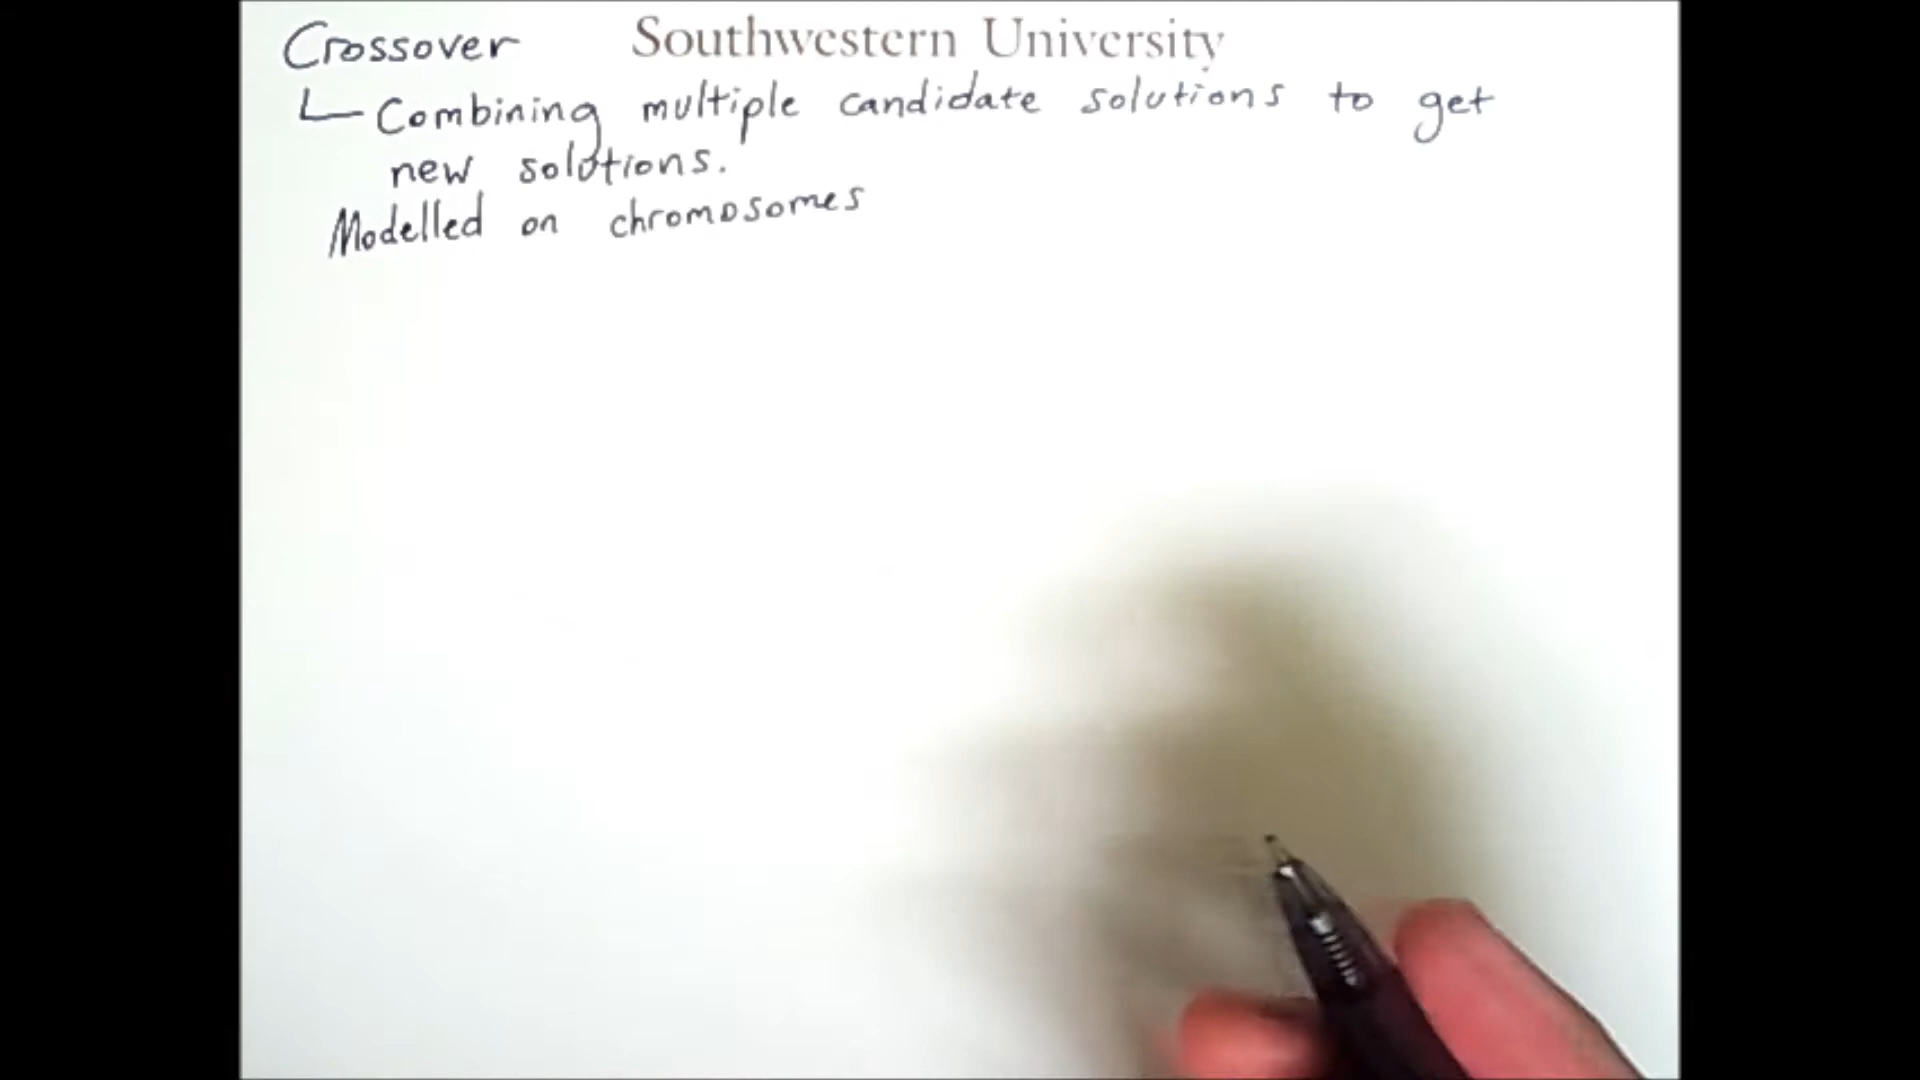 Crossover Southwestern University
Combining multiple candidate solutions to get
new solutions.
Modelled on chromosomes